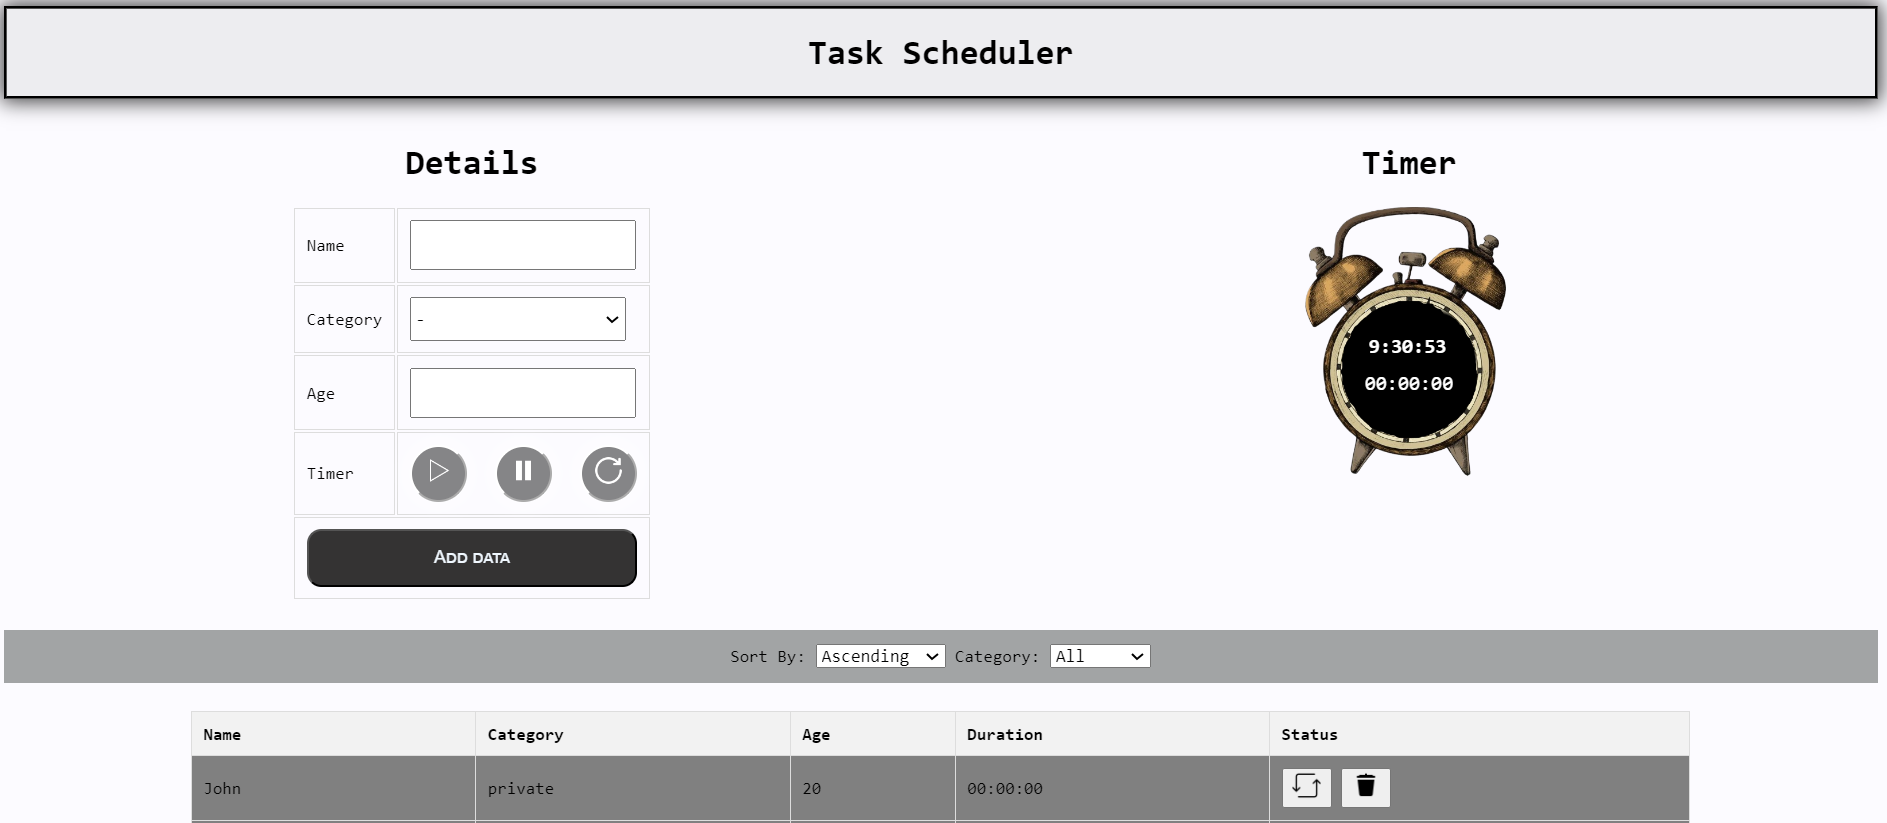 Task Scheduler
Details
Name
Category
-
Age
Timer
Add data
Timer
9:30:53
00:00:00
Sort By: Ascending Category: All
Name Category Age Duration Status
John private 20 00:00:00